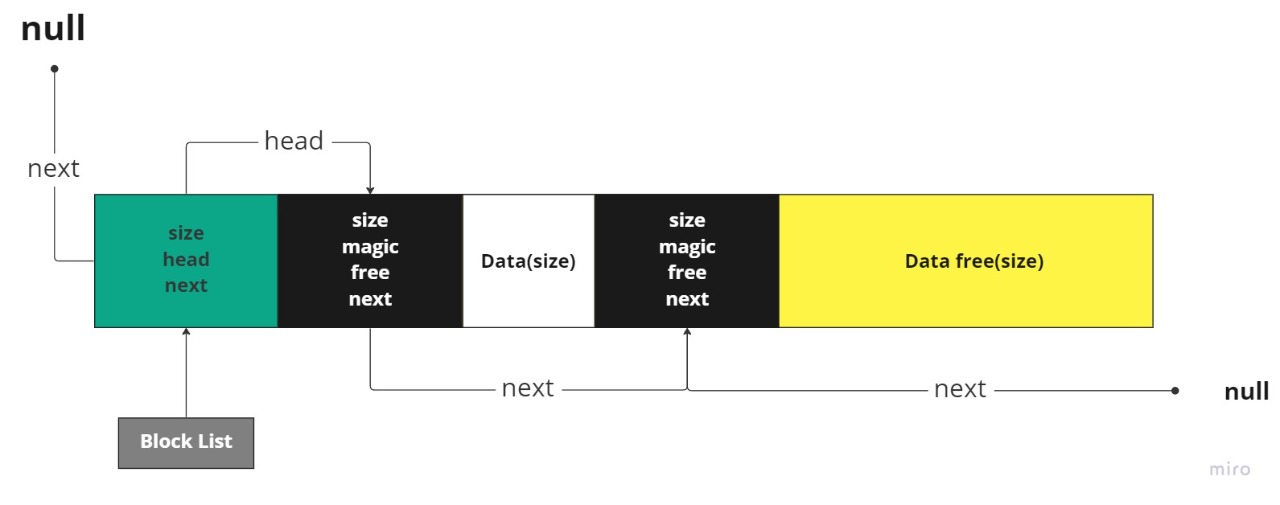 null
head
next
size
head
next
size
magic
free
next
Data(size)
size
magic
free
next
Data free(size)
next
next
null
Block List
miro